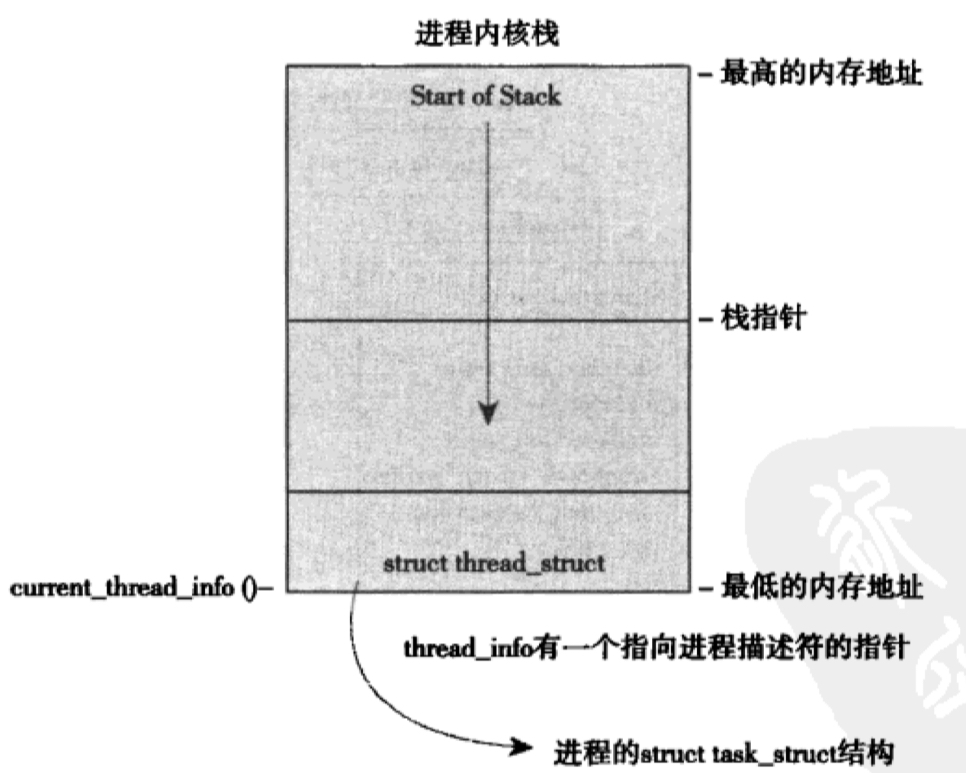 进程内核栈
最高的内存地址
Start of Stack
栈指针
struct thread_struct
current_thread_info ()
最低的内存地址
thread_info有一个指向进程描述符的指针
进程的struct task_struct结构